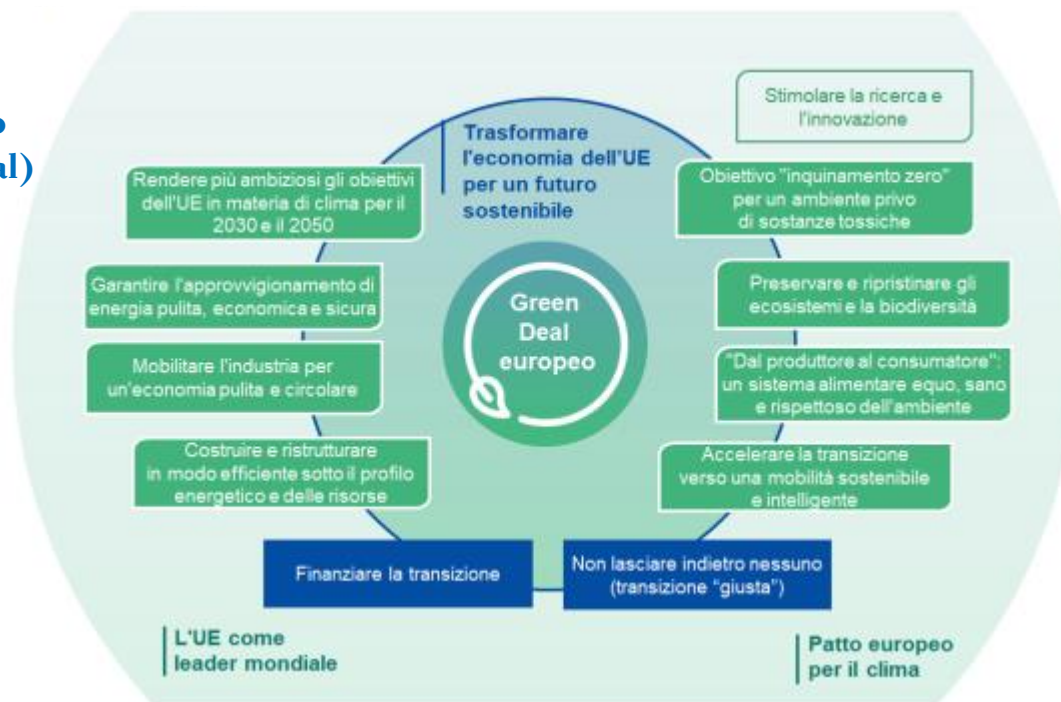 al)
Stimolare la ricerca e
l'innovazione
Trasformare
l'economia dell'UE
per un futuro
sostenibile
Rendere più ambiziosi gli obiettivi
dell'UE in materia di clima per il
2030 e il 2050
Obiettivo "inquinamento zero"
per un ambiente privo
di sostanze tossiche
Garantire l'approvvigionamento di
energia pulita, economica e sicura
Preservare e ripristinare gli
ecosistemi e la biodiversità
Green
Deal
europeo
Mobilitare l'industria per
un'economia pulita e circolare
"Dal produttore al consumatore":
un sistema alimentare equo, sano
e rispettoso dell'ambiente
Costruire e ristrutturare
in modo efficiente sotto il profilo
energetico e delle risorse
Accelerare la transizione
verso una mobilità sostenibile
e intelligente
Finanziare la transizione
Non lasciare indietro nessuno
(transizione "giusta")
L'UE come
leader mondiale
Patto europeo
per il clima